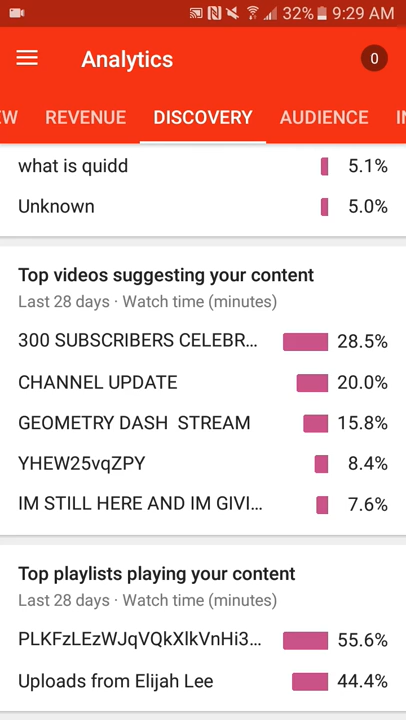 32% 9:29 AM
Analytics 0
EW REVENUE DISCOVERY AUDIENCE IN
what is quidd 5.1%
Unknown 5.0%
Top videos suggesting your content
Last 28 days · Watch time (minutes)
300 SUBSCRIBERS CELEBR... 28.5%
CHANNEL UPDATE 20.0%
GEOMETRY DASH STREAM 15.8%
YHEW25vqZPY 8.4%
IM STILL HERE AND IM GIVI... 7.6%
Top playlists playing your content
Last 28 days · Watch time (minutes)
PLKFzLEzWJqVQkXlkVnHi3... 55.6%
Uploads from Elijah Lee 44.4%